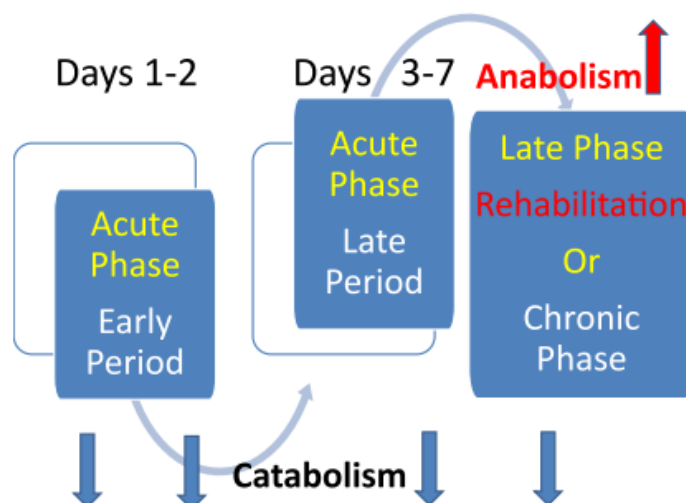 Days 1-2
Days 3-7
Anabolism
Acute
Phase
Early
Period
Acute
Phase
Late
Period
Late Phase
Rehabilitation
Or
Chronic
Phase
Catabolism